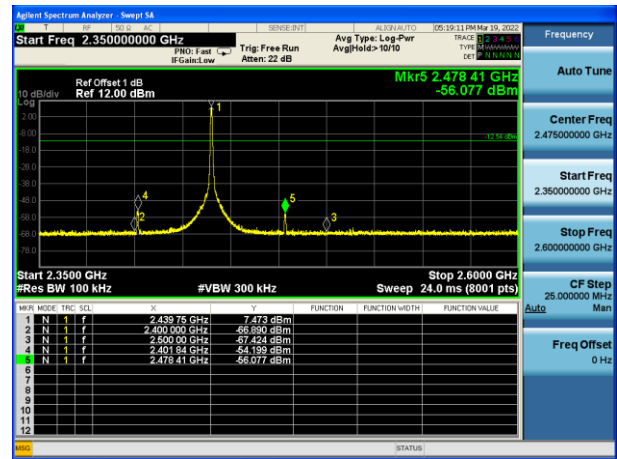 Agilent Spectrum Analyzer - Swept SA
T RF 50 Ω AC SENSE:INT ALIGNAUTO 05:19:11 PM Mar 19, 2022
Start Freq 2.350000000 GHz
PNO: Fast
IFGain:Low
Trig: Free Run
Atten: 22 dB
Avg Type: Log-Pwr
Avg|Hold:>10/10
TRACE 1 2 3 4 5 6
TYPE M
DET P N N N N N
Mkr5 2.478 41 GHz
-56.077 dBm
Ref Offset 1 dB
10 dB/div Ref 12.00 dBm
Log
2.00
-8.00
-18.0
-28.0
-38.0
-48.0
-58.0
-68.0
-78.0
-12.54 dBm
1
4
2
5
3
Start 2.3500 GHz Stop 2.6000 GHz
#Res BW 100 kHz #VBW 300 kHz Sweep 24.0 ms (8001 pts)
MKR MODE TRC SCL X Y FUNCTION FUNCTION WIDTH FUNCTION VALUE
1 N 1 f 2.439 75 GHz 7.473 dBm
2 N 1 f 2.400 000 GHz -66.890 dBm
3 N 1 f 2.500 00 GHz -67.424 dBm
4 N 1 f 2.401 84 GHz -54.199 dBm
5 N 1 f 2.478 41 GHz -56.077 dBm
6
7
8
9
10
11
12
MSG STATUS
Frequency
Auto Tune
Center Freq
2.475000000 GHz
Start Freq
2.350000000 GHz
Stop Freq
2.600000000 GHz
CF Step
25.000000 MHz
Auto Man
Freq Offset
0 Hz